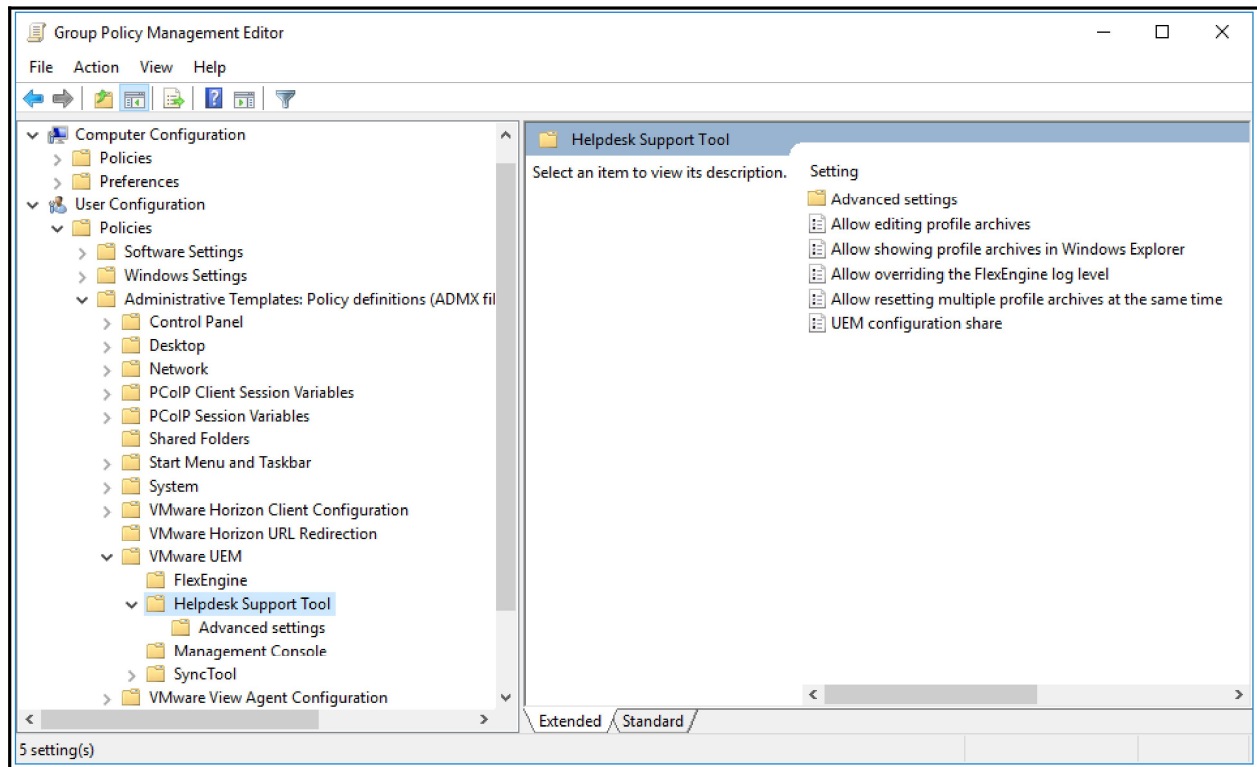 Group Policy Management Editor
File Action View Help
Computer Configuration
Policies
Preferences
User Configuration
Policies
Software Settings
Windows Settings
Administrative Templates: Policy definitions (ADMX fil
Control Panel
Desktop
Network
PCoIP Client Session Variables
PCoIP Session Variables
Shared Folders
Start Menu and Taskbar
System
VMware Horizon Client Configuration
VMware Horizon URL Redirection
VMware UEM
FlexEngine
Helpdesk Support Tool
Advanced settings
Management Console
SyncTool
VMware View Agent Configuration
Helpdesk Support Tool
Select an item to view its description.
Setting
Advanced settings
Allow editing profile archives
Allow showing profile archives in Windows Explorer
Allow overriding the FlexEngine log level
Allow resetting multiple profile archives at the same time
UEM configuration share
Extended Standard
5 setting(s)